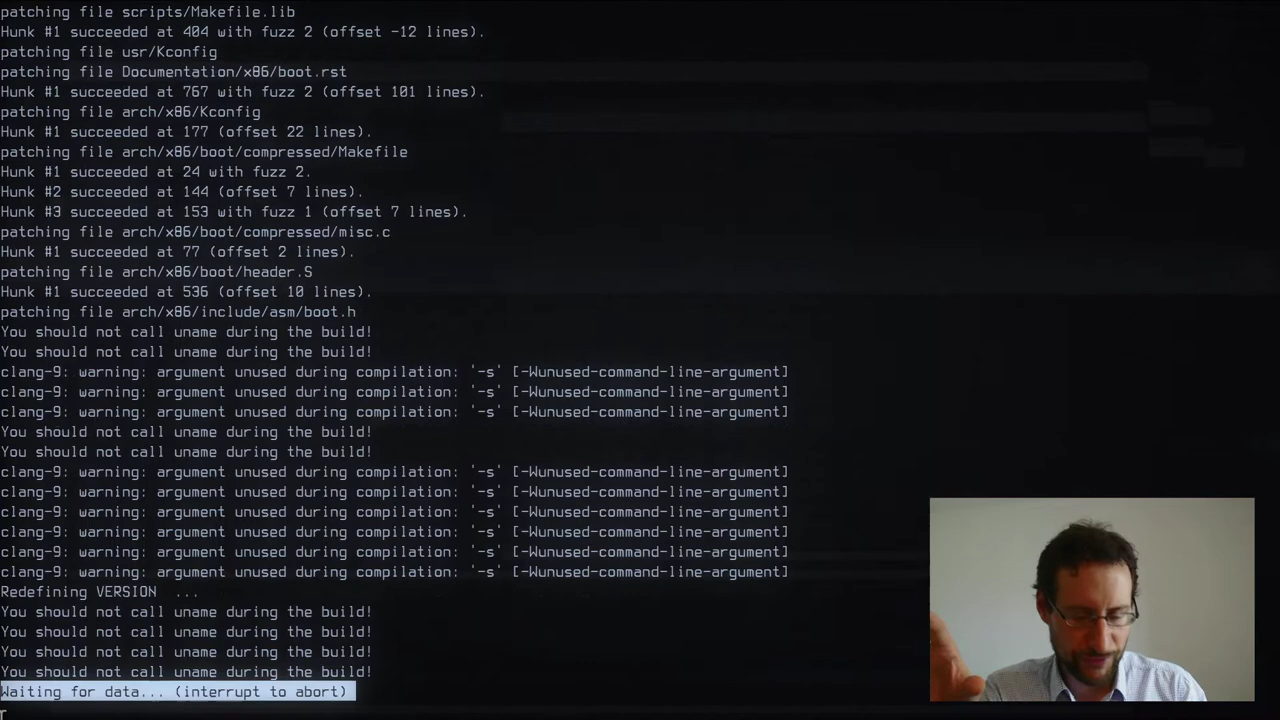 patching file scripts/Makefile.lib
Hunk #1 succeeded at 404 with fuzz 2 (offset -12 lines).
patching file usr/Kconfig
patching file Documentation/x86/boot.rst
Hunk #1 succeeded at 767 with fuzz 2 (offset 101 lines).
patching file arch/x86/Kconfig
Hunk #1 succeeded at 177 (offset 22 lines).
patching file arch/x86/boot/compressed/Makefile
Hunk #1 succeeded at 24 with fuzz 2.
Hunk #2 succeeded at 144 (offset 7 lines).
Hunk #3 succeeded at 153 with fuzz 1 (offset 7 lines).
patching file arch/x86/boot/compressed/misc.c
Hunk #1 succeeded at 77 (offset 2 lines).
patching file arch/x86/boot/header.S
Hunk #1 succeeded at 536 (offset 10 lines).
patching file arch/x86/include/asm/boot.h
You should not call uname during the build!
You should not call uname during the build!
clang-9: warning: argument unused during compilation: '-s' [-Wunused-command-line-argument]
clang-9: warning: argument unused during compilation: '-s' [-Wunused-command-line-argument]
clang-9: warning: argument unused during compilation: '-s' [-Wunused-command-line-argument]
You should not call uname during the build!
You should not call uname during the build!
clang-9: warning: argument unused during compilation: '-s' [-Wunused-command-line-argument]
clang-9: warning: argument unused during compilation: '-s' [-Wunused-command-line-argument]
clang-9: warning: argument unused during compilation: '-s' [-Wunused-command-line-argument]
clang-9: warning: argument unused during compilation: '-s' [-Wunused-command-line-argument]
clang-9: warning: argument unused during compilation: '-s' [-Wunused-command-line-argument]
clang-9: warning: argument unused during compilation: '-s' [-Wunused-command-line-argument]
Redefining VERSION  ...
You should not call uname during the build!
You should not call uname during the build!
You should not call uname during the build!
You should not call uname during the build!
Waiting for data... (interrupt to abort)